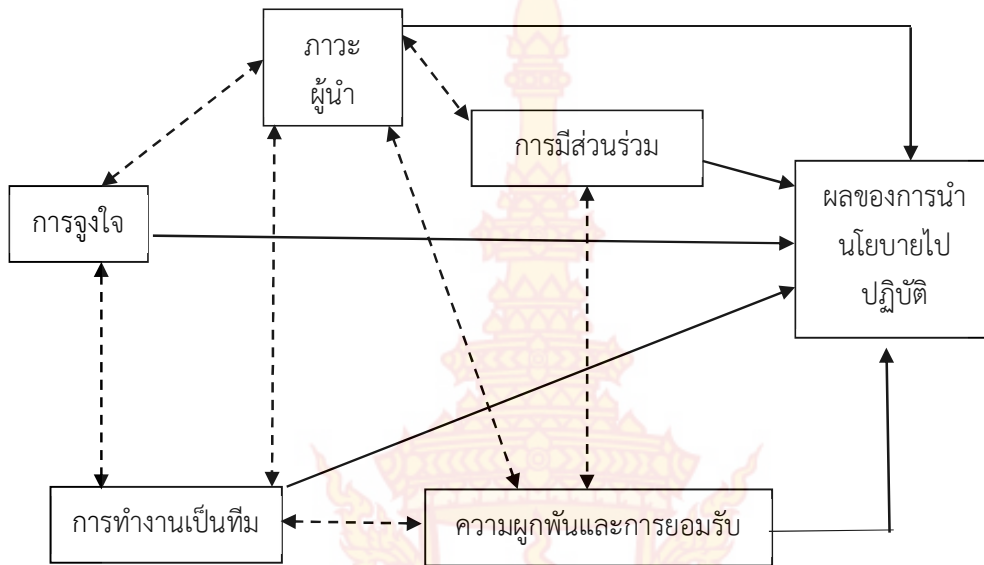 ภาวะ
ผู้นำ
การมีส่วนร่วม
การจูงใจ
ผลของการนำ
นโยบายไป
ปฏิบัติ
การทำงานเป็นทีม
ความผูกพันและการยอมรับ